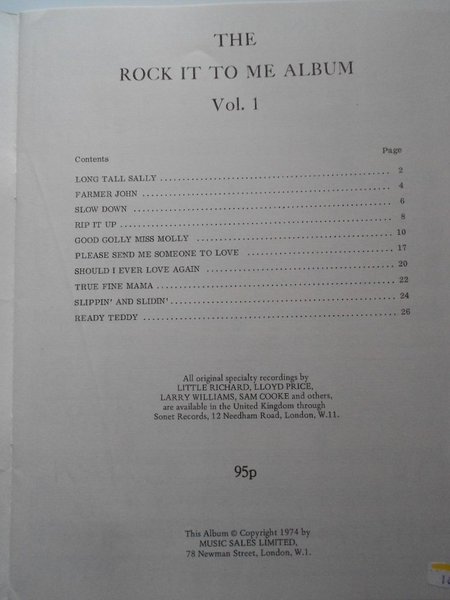 THE
ROCK IT TO ME ALBUM
Vol. 1
Contents Page
LONG TALL SALLY 2
FARMER JOHN 4
SLOW DOWN 6
RIP IT UP 8
GOOD GOLLY MISS MOLLY 10
PLEASE SEND ME SOMEONE TO LOVE 17
SHOULD I EVER LOVE AGAIN 20
TRUE FINE MAMA 22
SLIPPIN' AND SLIDIN' 24
READY TEDDY 26
All original specialty recordings by
LITTLE RICHARD, LLOYD PRICE,
LARRY WILLIAMS, SAM COOKE and others,
are available in the United Kingdom through
Sonet Records, 12 Needham Road, London, W.11.
95p
This Album © Copyright 1974 by
MUSIC SALES LIMITED,
78 Newman Street, London, W.1.